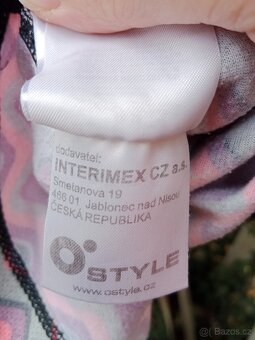 dodavatel:
INTERIMEX CZ a.s.
Smetanova 19
466 01 Jablonec nad Nisou
ČESKÁ REPUBLIKA
O°STYLE
www.ostyle.cz
Bazos.cz